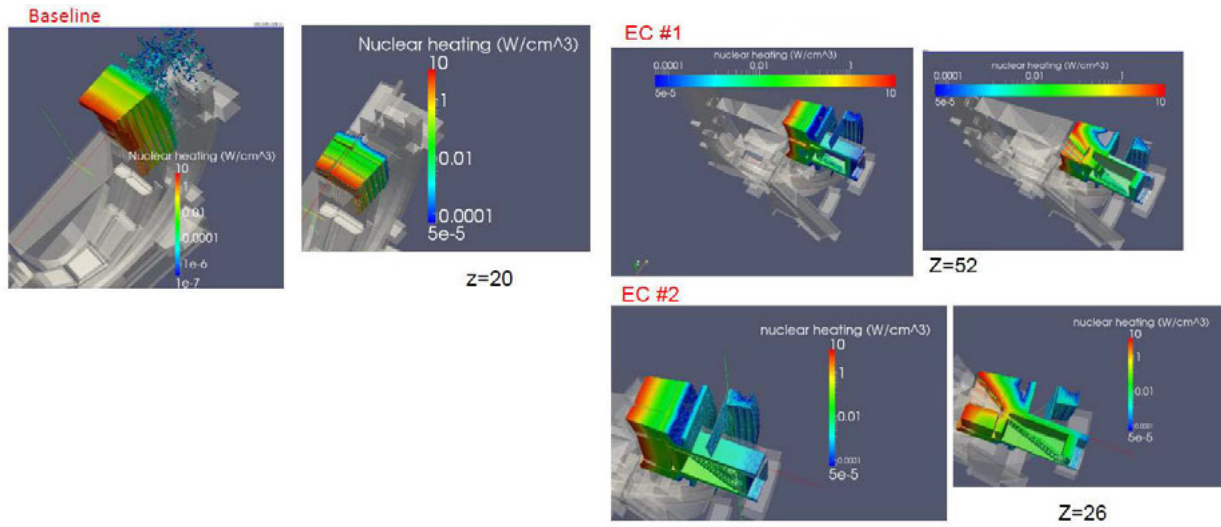 Baseline
Nuclear heating (W/cm^3)
10
1
0.01
0.0001
1e-6
1e-7
Nuclear heating (W/cm^3)
10
1
0.01
0.0001
5e-5
z=20
EC #1
nuclear heating (W/cm^3)
0.0001 0.01 1
5e-5 10
nuclear heating (W/cm^3)
0.0001 0.01 1
5e-5 10
Z=52
EC #2
nuclear heating (W/cm^3)
10
1
0.01
0.0001
5e-5
nuclear heating (W/cm^3)
10
1
0.01
0.0001
5e-5
Z=26